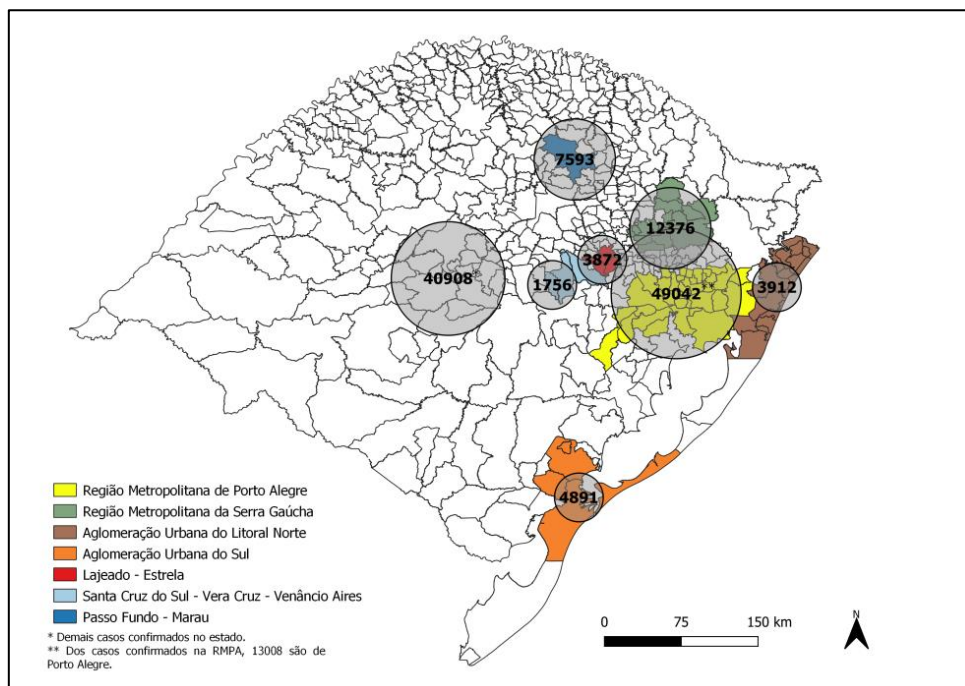 7593
12376
3872
40908*
1756
49042**
3912
4891
Região Metropolitana de Porto Alegre
Região Metropolitana da Serra Gaúcha
Aglomeração Urbana do Litoral Norte
Aglomeração Urbana do Sul
Lajeado - Estrela
Santa Cruz do Sul - Vera Cruz - Venâncio Aires
Passo Fundo - Marau
* Demais casos confirmados no estado.
** Dos casos confirmados na RMPA, 13008 são de
Porto Alegre.
0 75 150 km
N